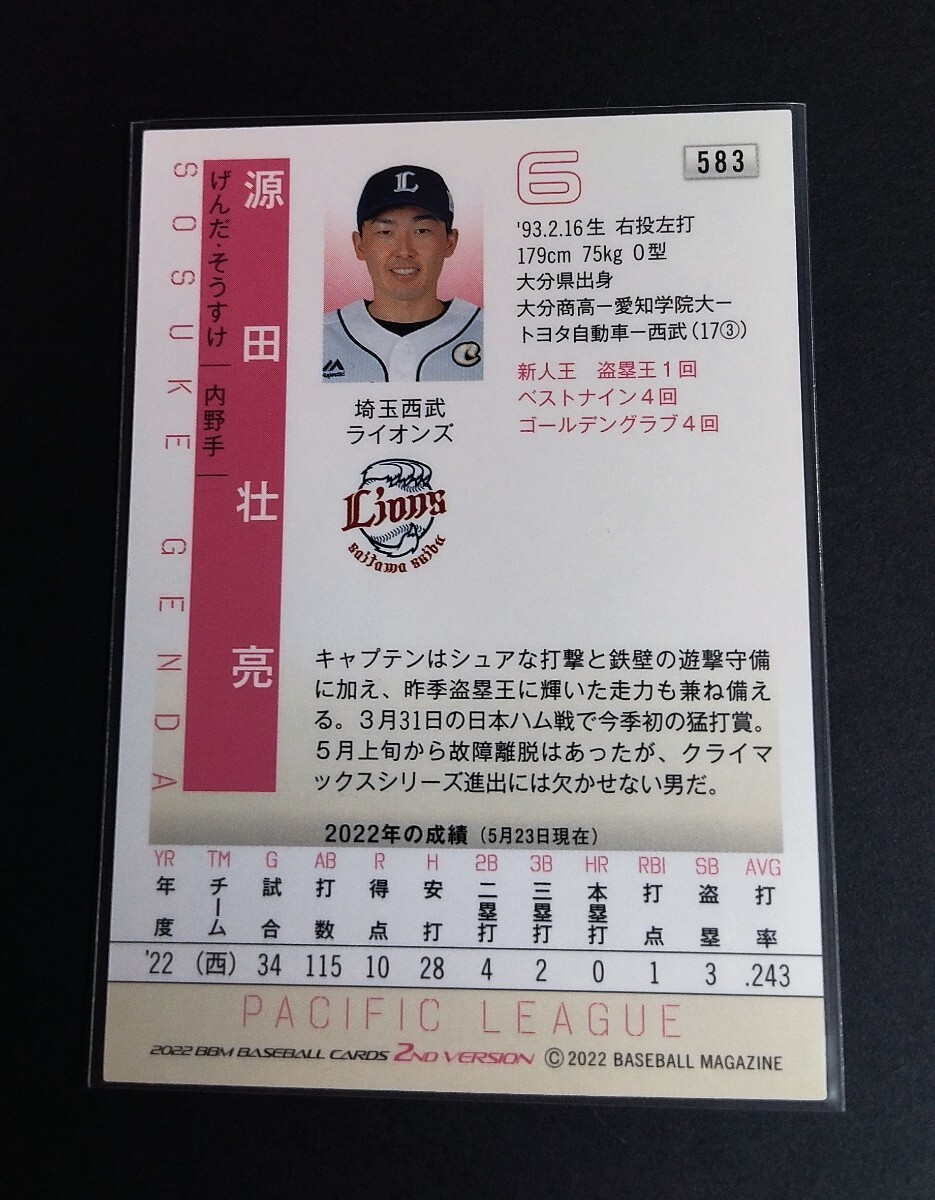 583
6
源田壮亮
げんだ・そうすけ 内野手
SOSUKE GENDA
L
'93.2.16生 右投左打
179cm 75kg O型
大分県出身
大分商高ー愛知学院大ー
トヨタ自動車ー西武(17③)
新人王 盗塁王1回
ベストナイン4回
ゴールデングラブ4回
埼玉西武
ライオンズ
Lions
saitama seibu
キャプテンはシュアな打撃と鉄壁の遊撃守備
に加え、昨季盗塁王に輝いた走力も兼ね備え
る。3月31日の日本ハム戦で今季初の猛打賞。
5月上旬から故障離脱はあったが、クライマ
ックスシリーズ進出には欠かせない男だ。
2022年の成績(5月23日現在)
YR TM G AB R H 2B 3B HR RBI SB AVG
年度 チーム 試合 打数 得点 安打 二塁打 三塁打 本塁打 打点 盗塁 打率
'22 (西) 34 115 10 28 4 2 0 1 3 .243
PACIFIC LEAGUE
2022 BBM BASEBALL CARDS 2ND VERSION ©2022 BASEBALL MAGAZINE